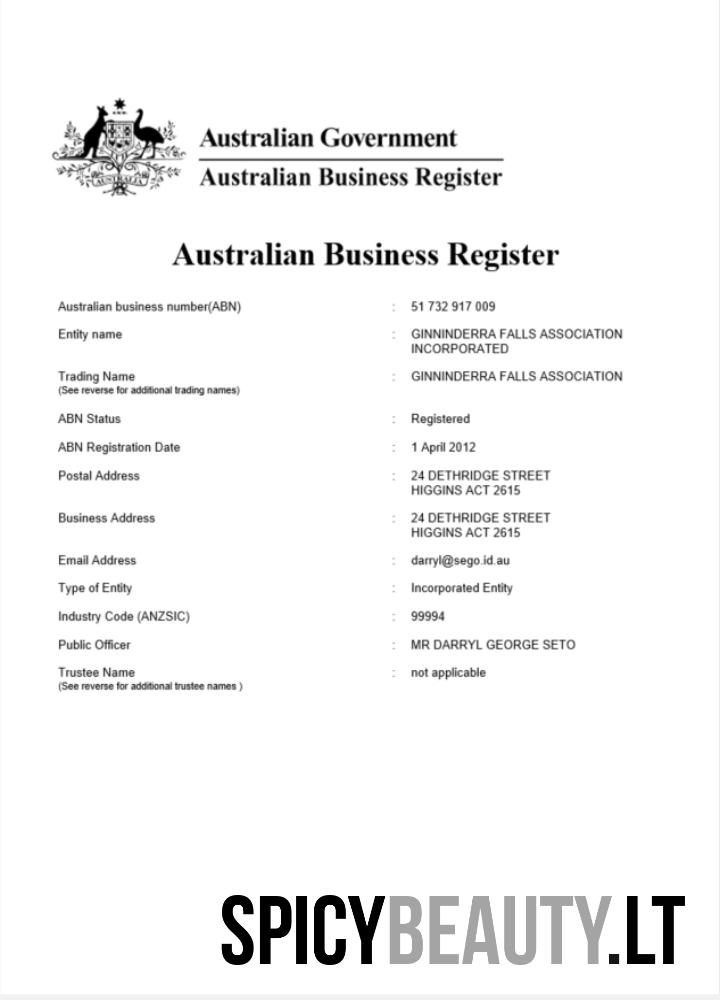 Australian Government
Australian Business Register
AUSTRALIA
Australian Business Register
Australian business number(ABN) : 51 732 917 009
Entity name : GINNINDERRA FALLS ASSOCIATION
INCORPORATED
Trading Name : GINNINDERRA FALLS ASSOCIATION
(See reverse for additional trading names)
ABN Status : Registered
ABN Registration Date : 1 April 2012
Postal Address : 24 DETHRIDGE STREET
HIGGINS ACT 2615
Business Address : 24 DETHRIDGE STREET
HIGGINS ACT 2615
Email Address : darryl@sego.id.au
Type of Entity : Incorporated Entity
Industry Code (ANZSIC) : 99994
Public Officer : MR DARRYL GEORGE SETO
Trustee Name : not applicable
(See reverse for additional trustee names )
SPICYBEAUTY.LT